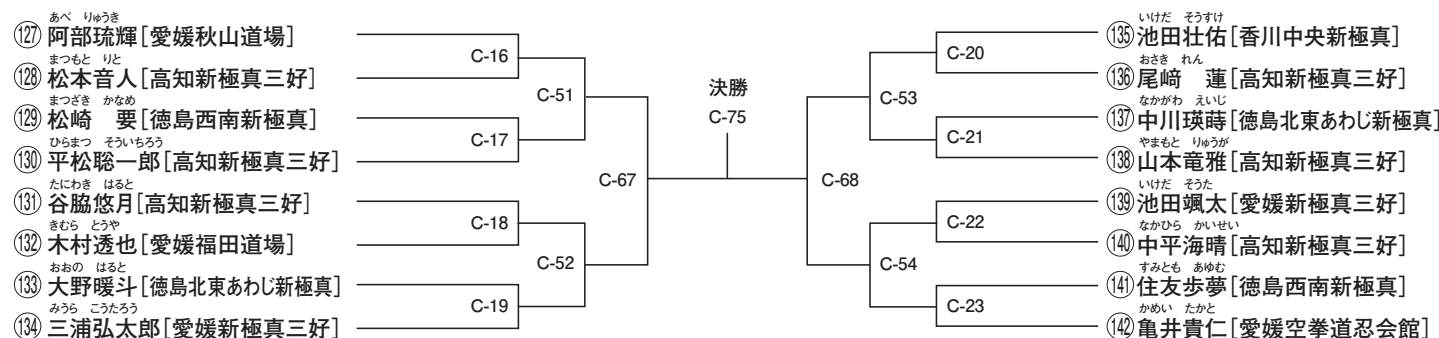 あべ りゅうき
127 阿部琉輝[愛媛秋山道場]
まつもと りと
128 松本音人[高知新極真三好]
まつざき かなめ
129 松崎 要[徳島西南新極真]
ひらまつ そういちろう
130 平松聡一郎[高知新極真三好]
たにわき はると
131 谷脇悠月[高知新極真三好]
きむら とうや
132 木村透也[愛媛福田道場]
おおの はると
133 大野暖斗[徳島北東あわじ新極真]
みうら こうたろう
134 三浦弘太郎[愛媛新極真三好]
C-16
C-17
C-18
C-19
C-51
C-52
C-67
決勝
C-75
C-68
C-53
C-54
C-20
C-21
C-22
C-23
いけだ そうすけ
135 池田壮佑[香川中央新極真]
おさき れん
136 尾﨑 蓮[高知新極真三好]
なかがわ えいじ
137 中川瑛蒔[徳島北東あわじ新極真]
やまもと りゅうが
138 山本竜雅[高知新極真三好]
いけだ そうた
139 池田颯太[愛媛新極真三好]
なかひら かいせい
140 中平海晴[高知新極真三好]
すみとも あゆむ
141 住友歩夢[徳島西南新極真]
かめい たかと
142 亀井貴仁[愛媛空拳道忍会館]